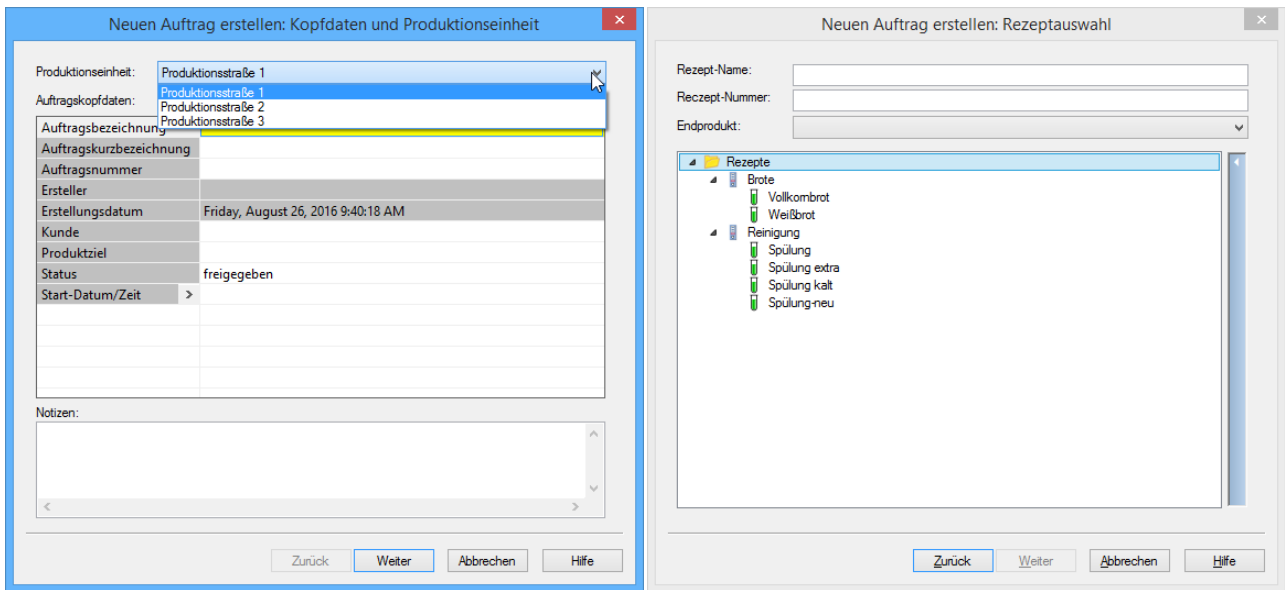 Neuen Auftrag erstellen: Kopfdaten und Produktionseinheit
Produktionseinheit: Produktionsstraße 1
Produktionsstraße 1
Auftragskopfdaten:
Produktionsstraße 2
Produktionsstraße 3
Auftragsbezeichnung
Auftragskurzbezeichnung
Auftragsnummer
Ersteller
Erstellungsdatum Friday, August 26, 2016 9:40:18 AM
Kunde
Produktziel
Status freigegeben
Start-Datum/Zeit >
Notizen:
Zurück Weiter Abbrechen Hilfe
Neuen Auftrag erstellen: Rezeptauswahl
Rezept-Name:
Reczept-Nummer:
Endprodukt:
Rezepte
Brote
Vollkombrot
Weißbrot
Reinigung
Spülung
Spülung extra
Spülung kalt
Spülung-neu
Zurück Weiter Abbrechen Hilfe